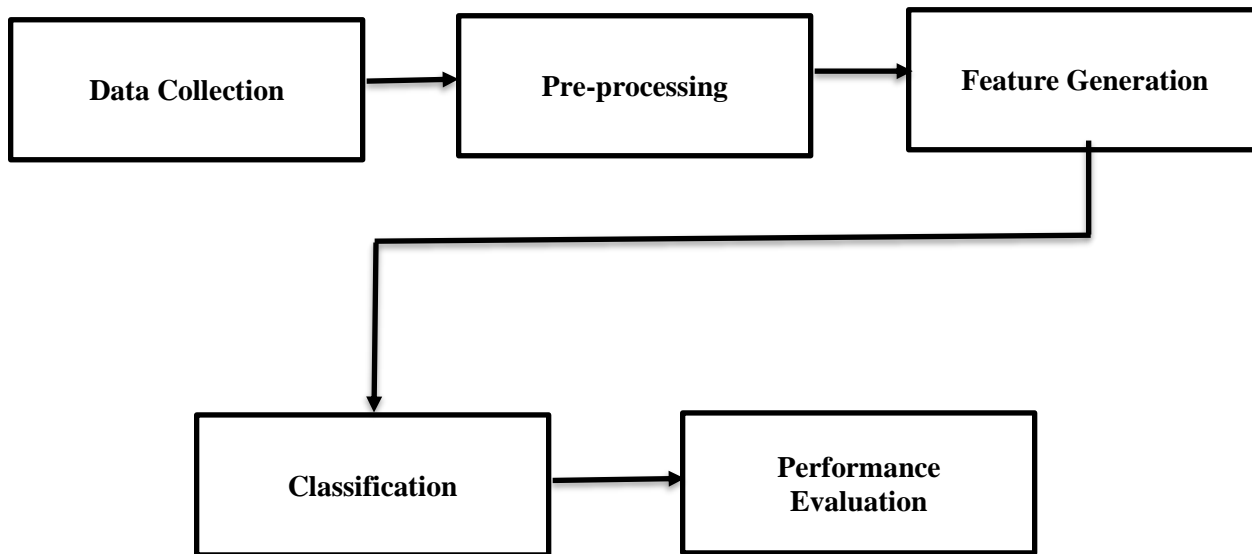 Data Collection
Pre-processing
Feature Generation
Classification
Performance
Evaluation